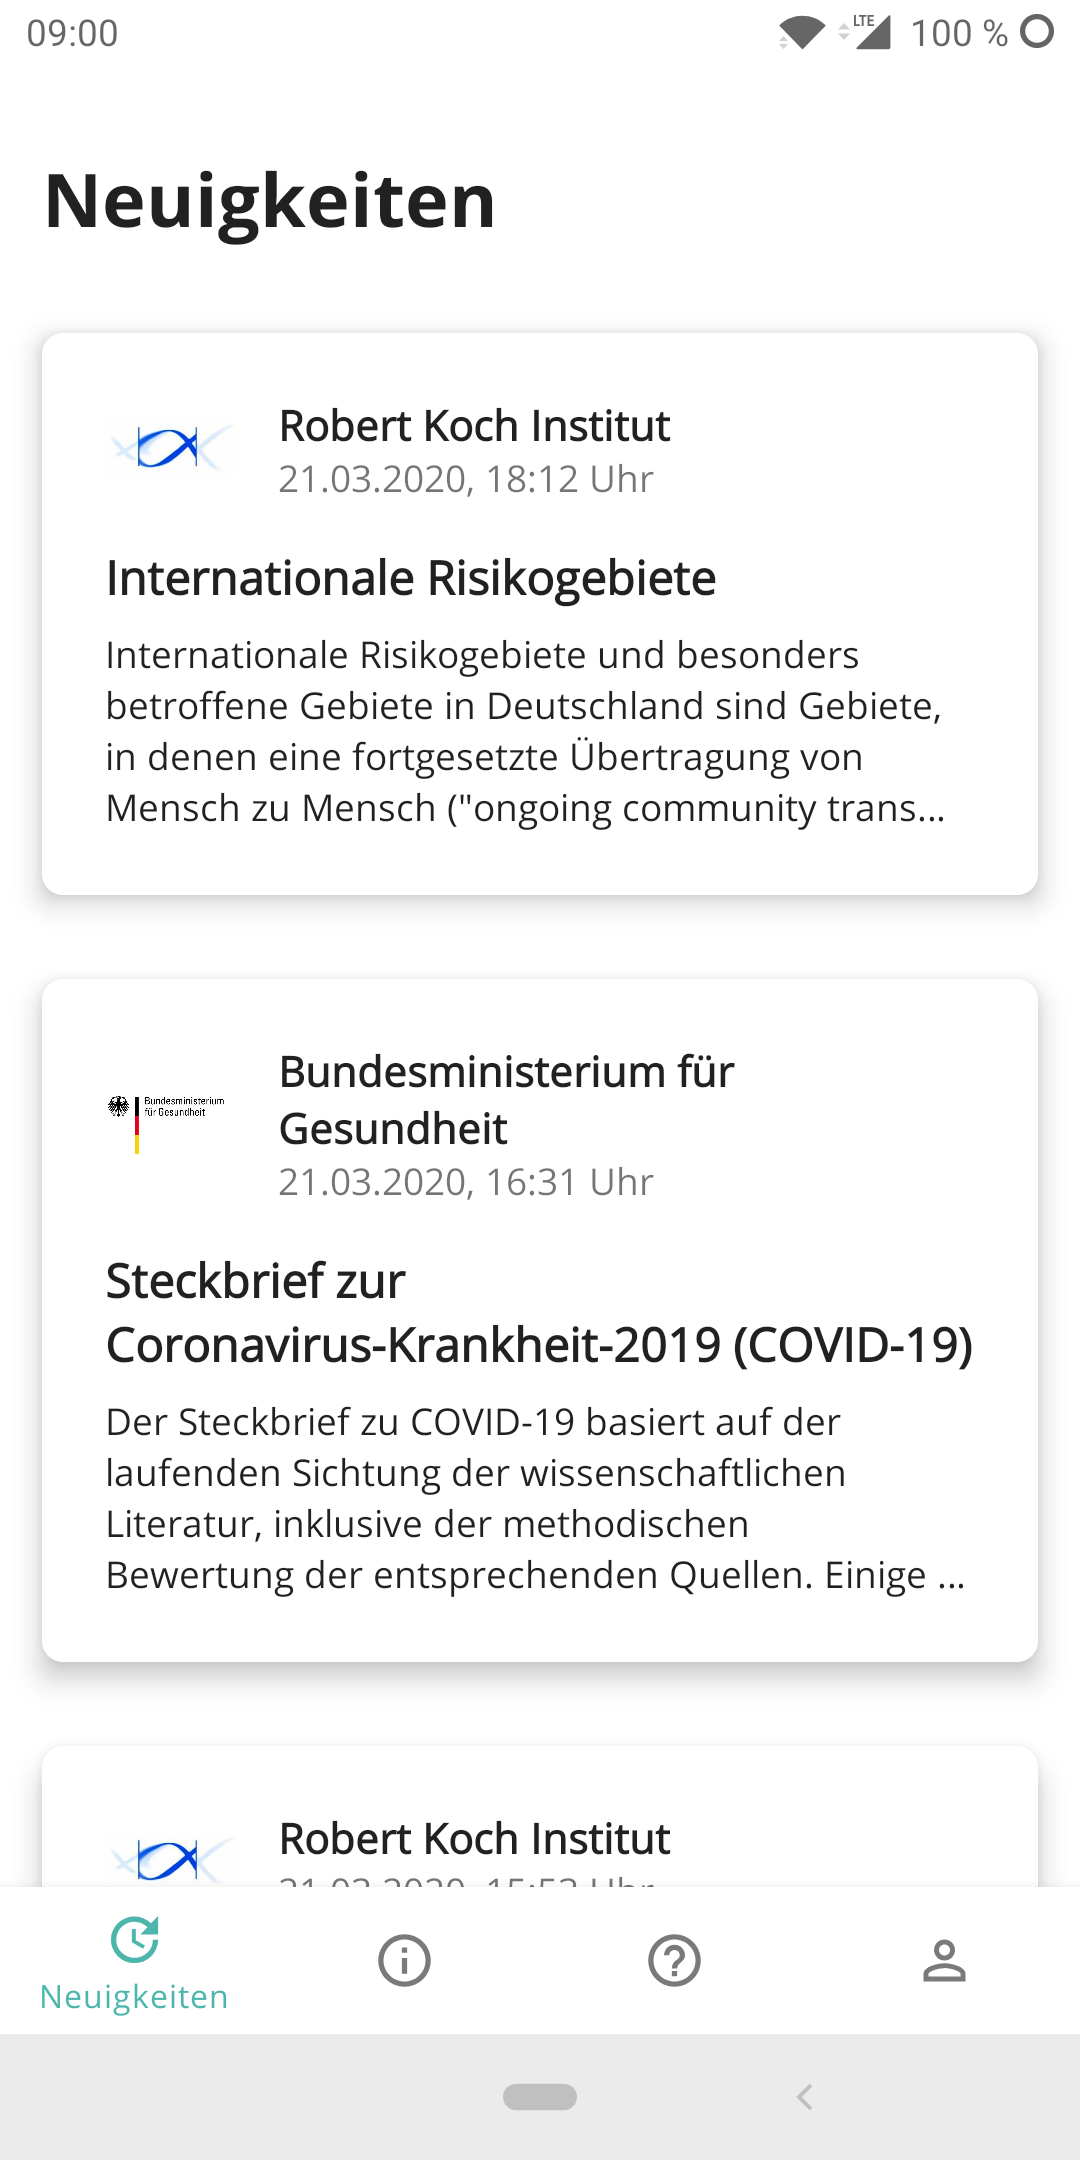 09:00
LTE
100 %
Neuigkeiten
Robert Koch Institut
21.03.2020, 18:12 Uhr
Internationale Risikogebiete
Internationale Risikogebiete und besonders
betroffene Gebiete in Deutschland sind Gebiete,
in denen eine fortgesetzte Übertragung von
Mensch zu Mensch ("ongoing community trans...
Bundesministerium
für Gesundheit
Bundesministerium für
Gesundheit
21.03.2020, 16:31 Uhr
Steckbrief zur
Coronavirus-Krankheit-2019 (COVID-19)
Der Steckbrief zu COVID-19 basiert auf der
laufenden Sichtung der wissenschaftlichen
Literatur, inklusive der methodischen
Bewertung der entsprechenden Quellen. Einige ...
Robert Koch Institut
Neuigkeiten